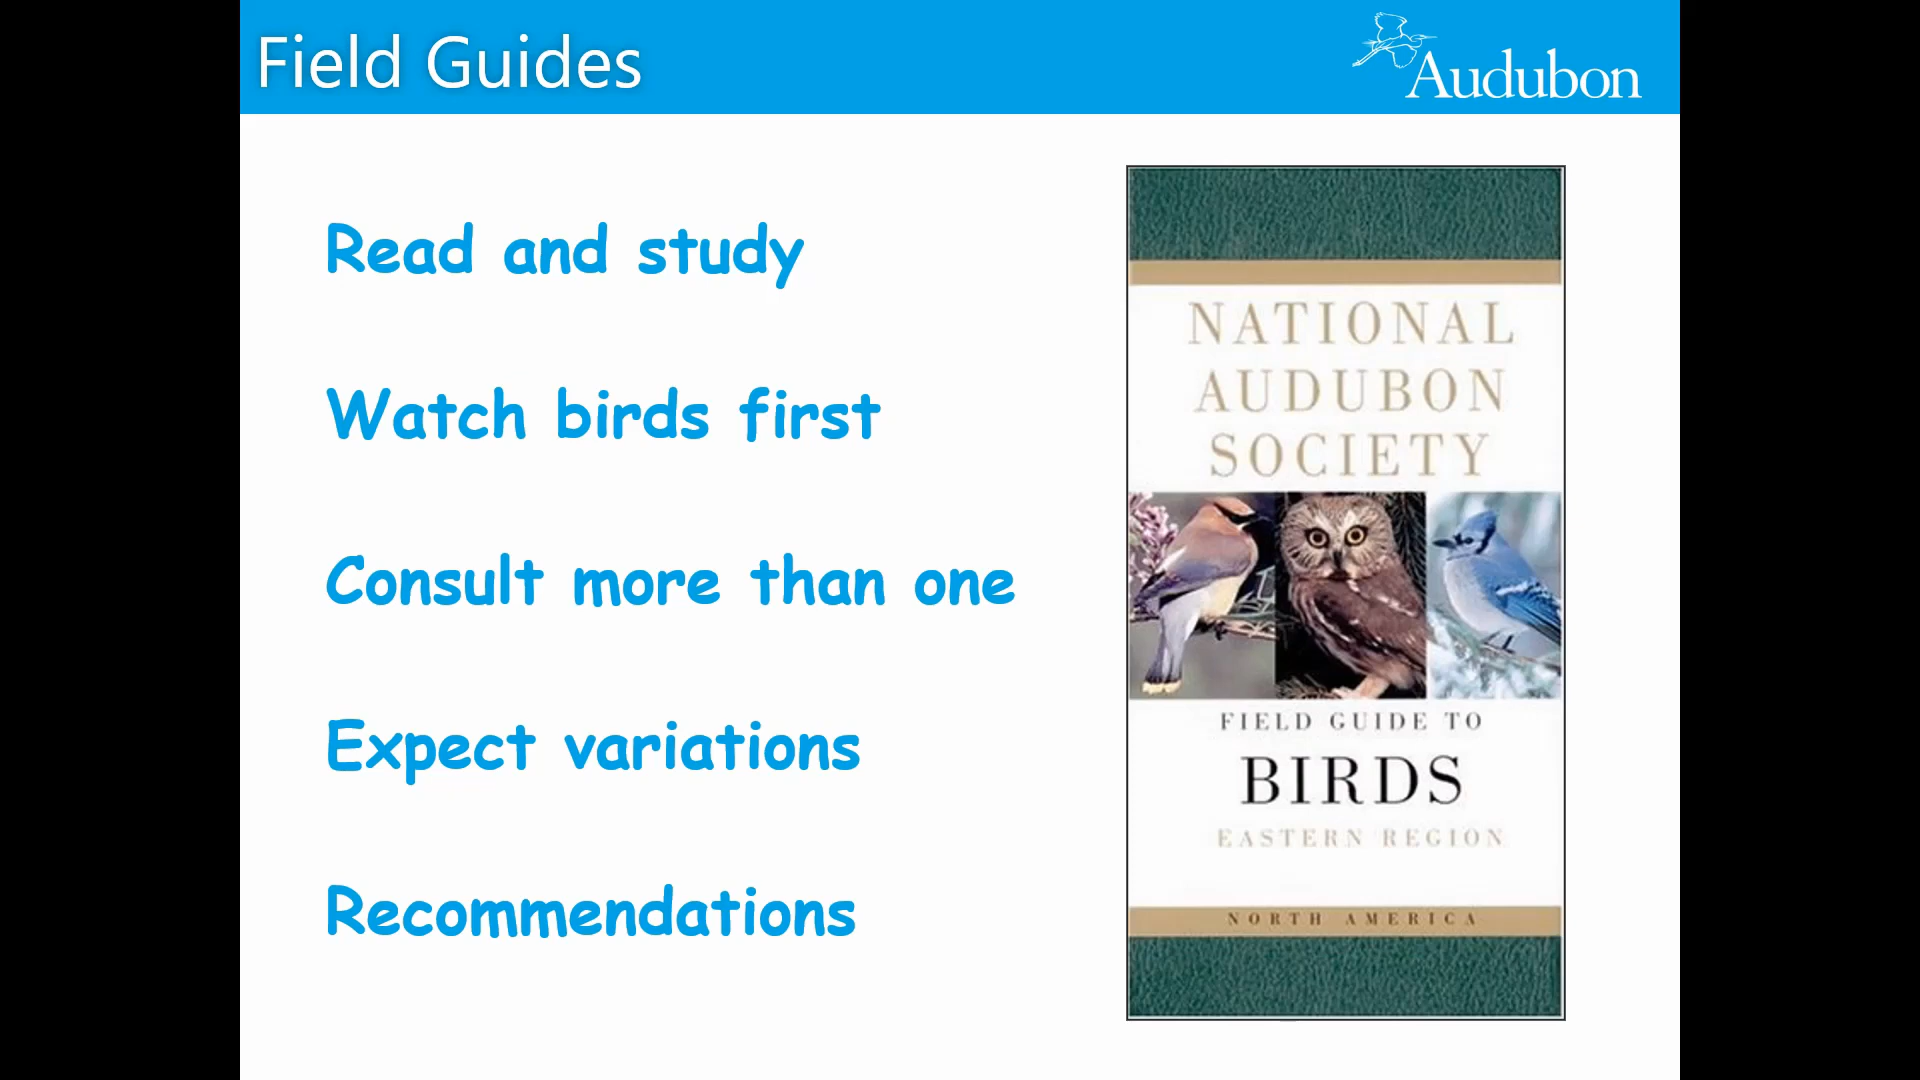 Field Guides
Audubon
Read and study
Watch birds first
Consult more than one
Expect variations
Recommendations
NATIONAL
AUDUBON
SOCIETY
FIELD GUIDE TO
BIRDS
EASTERN REGION
NORTH AMERICA